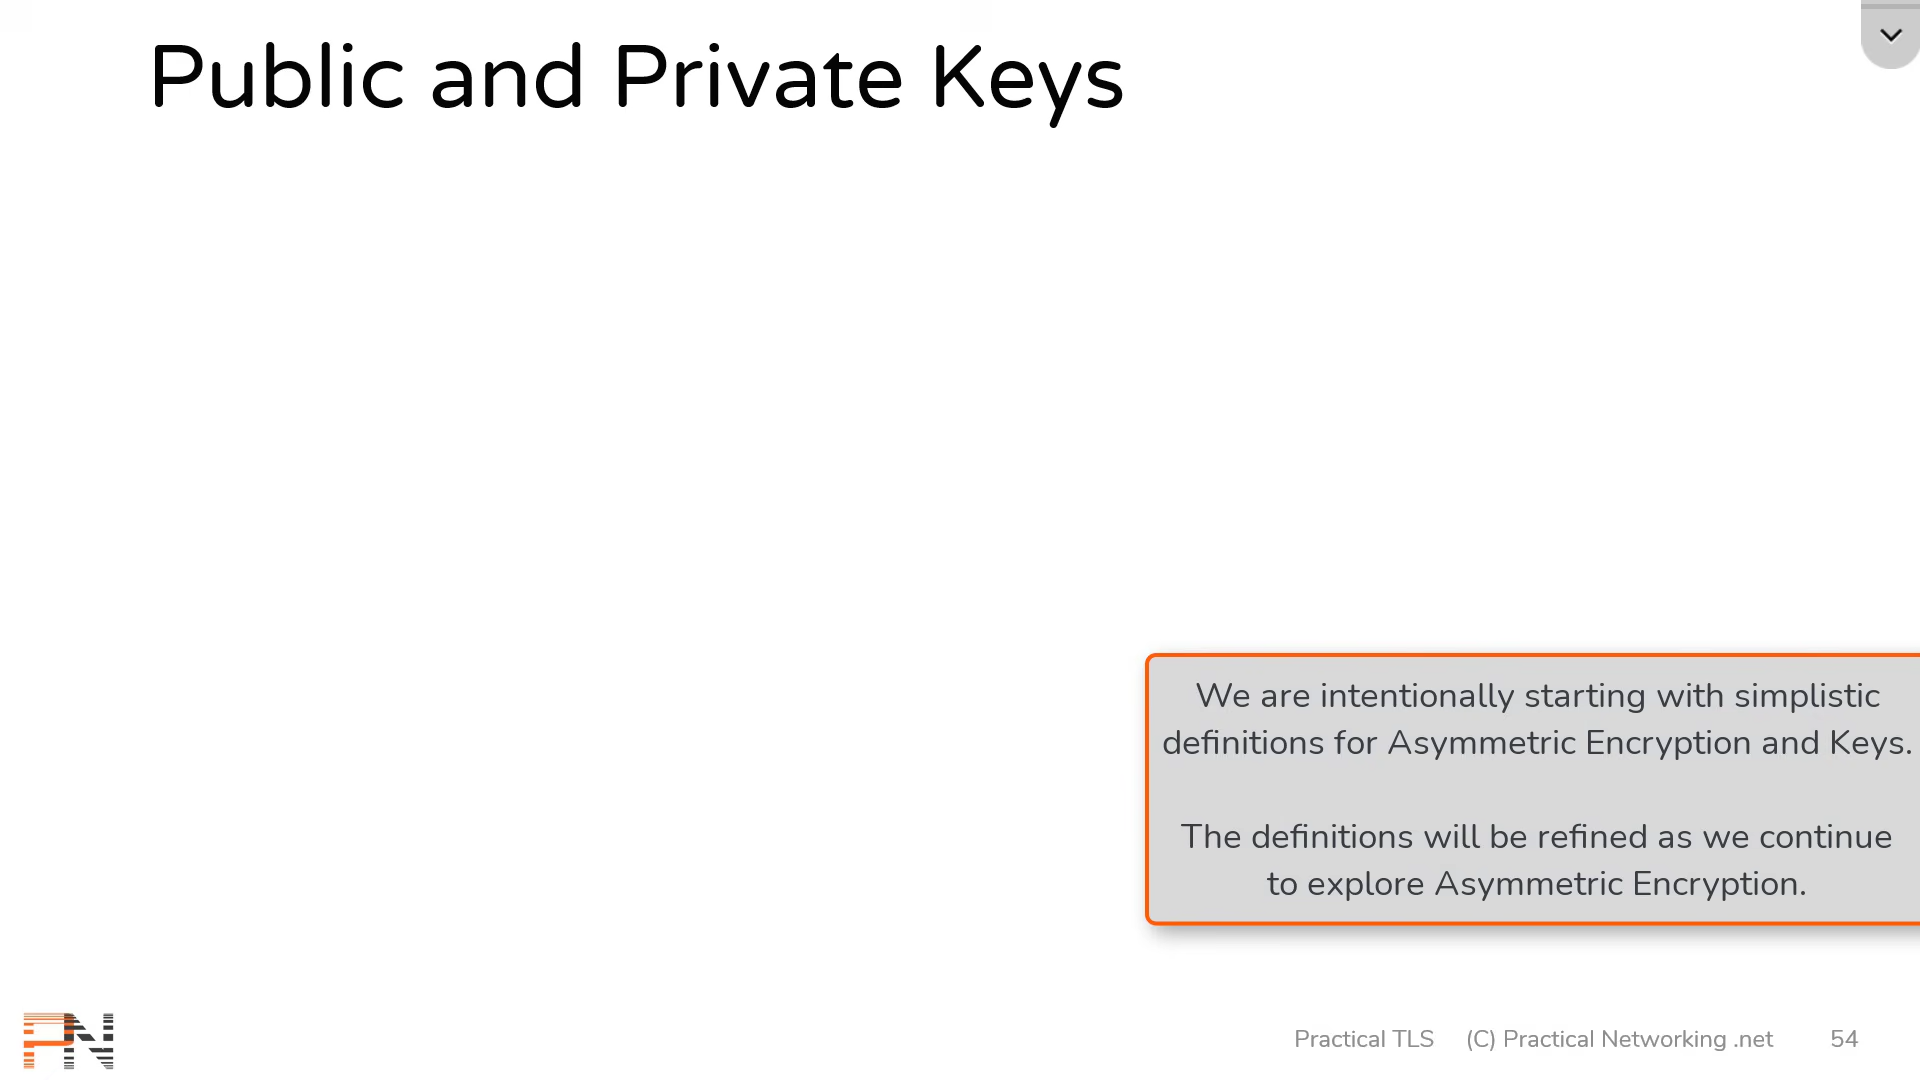 Public and Private Keys
We are intentionally starting with simplistic
definitions for Asymmetric Encryption and Keys.
The definitions will be refined as we continue
to explore Asymmetric Encryption.
PN
Practical TLS (C) Practical Networking .net 54